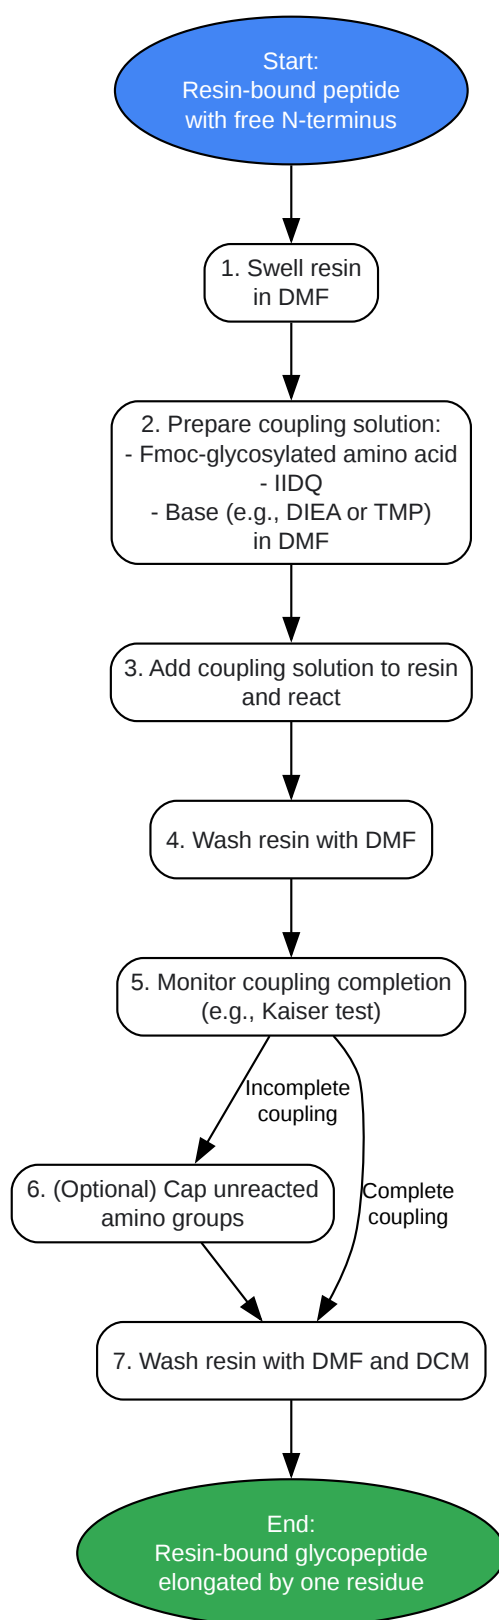 Start:
Resin-bound peptide
with free N-terminus
1. Swell resin
in DMF
2. Prepare coupling solution:
- Fmoc-glycosylated amino acid
- IIDQ
- Base (e.g., DIEA or TMP)
in DMF
3. Add coupling solution to resin
and react
4. Wash resin with DMF
5. Monitor coupling completion
(e.g., Kaiser test)
Incomplete
coupling
6. (Optional) Cap unreacted
amino groups
Complete
coupling
7. Wash resin with DMF and DCM
End:
Resin-bound glycopeptide
elongated by one residue